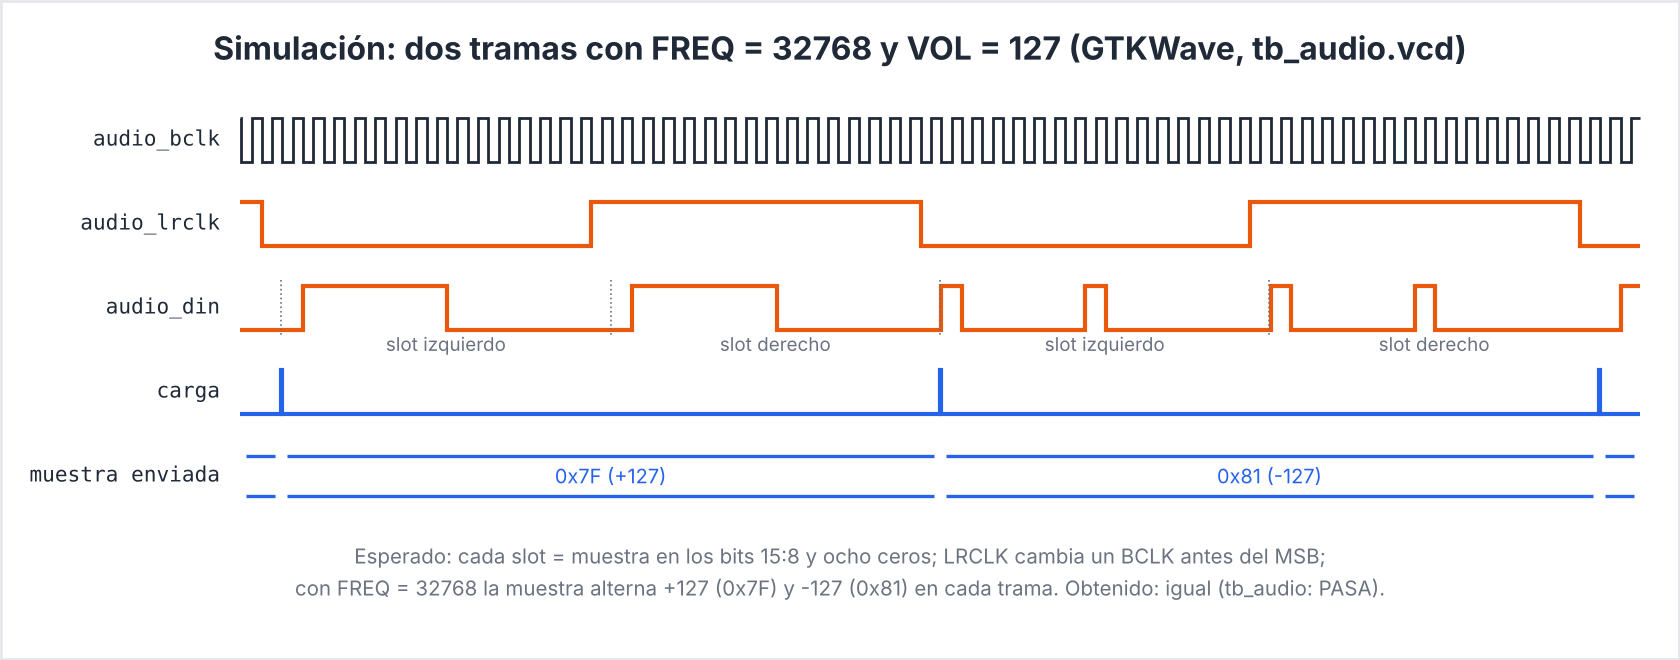 Simulación: dos tramas con FREQ = 32768 y VOL = 127 (GTKWave, tb_audio.vcd)
audio_bclk
audio_lrclk
audio_din
slot izquierdo
slot derecho
slot izquierdo
slot derecho
carga
muestra enviada
0x7F (+127)
0x81 (-127)
Esperado: cada slot = muestra en los bits 15:8 y ocho ceros; LRCLK cambia un BCLK antes del MSB;
con FREQ = 32768 la muestra alterna +127 (0x7F) y -127 (0x81) en cada trama. Obtenido: igual (tb_audio: PASA).